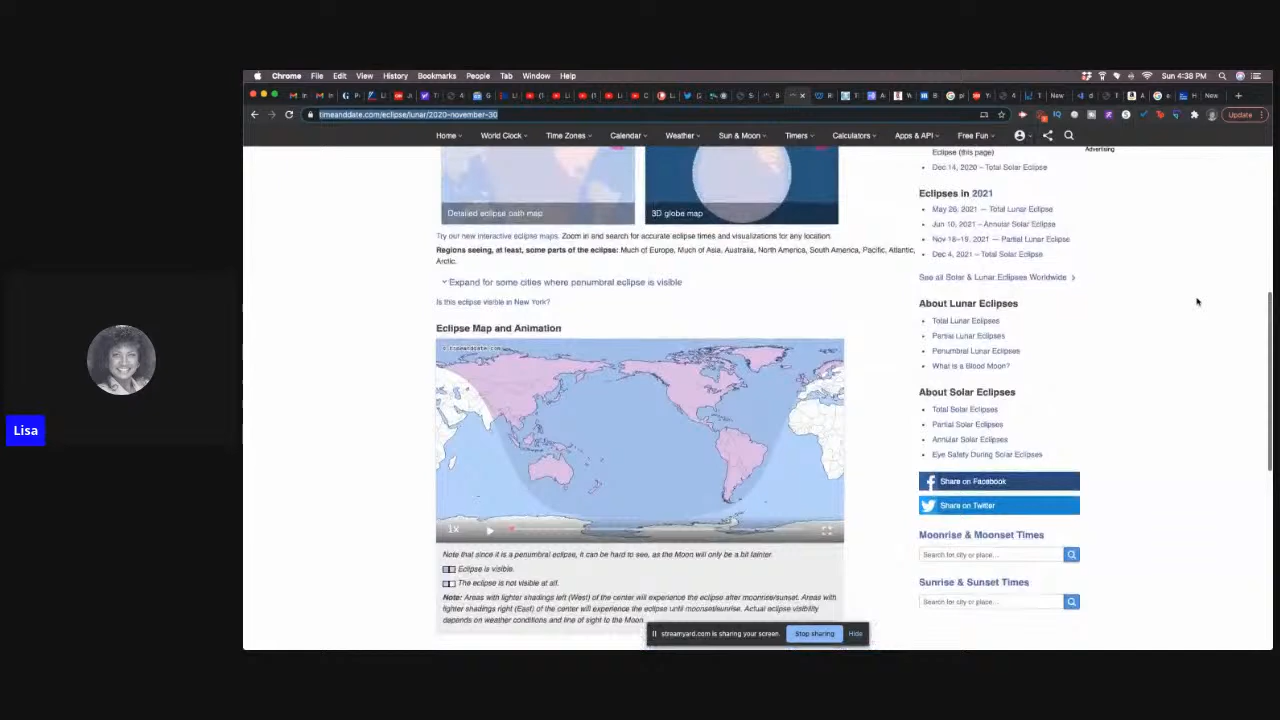 Chrome File Edit View History Bookmarks People Tab Window Help
Sun 4:38 PM
timeanddate.com/eclipse/lunar/2020-november-30
Update
Home World Clock Time Zones Calendar Weather Sun & Moon Timers Calculators Apps & API Free Fun
Detailed eclipse path map
3D globe map
Try our new interactive eclipse maps. Zoom in and search for accurate eclipse times and visualizations for any location.
Regions seeing, at least, some parts of the eclipse: Much of Europe, Much of Asia, Australia, North America, South America, Pacific, Atlantic,
Arctic.
Expand for some cities where penumbral eclipse is visible
Is this eclipse visible in New York?
Eclipse Map and Animation
© timeanddate.com
1X
Note that since it is a penumbral eclipse, it can be hard to see, as the Moon will only be a bit fainter.
Eclipse is visible.
The eclipse is not visible at all.
Note: Areas with lighter shadings left (West) of the center will experience the eclipse after moonrise/sunset. Areas with
lighter shadings right (East) of the center will experience the eclipse until moonset/sunrise. Actual eclipse visibility
depends on weather conditions and line of sight to the Moon.
Eclipse (this page)
Dec 14, 2020 – Total Solar Eclipse
Advertising
Eclipses in 2021
May 26, 2021 — Total Lunar Eclipse
Jun 10, 2021 — Annular Solar Eclipse
Nov 18–19, 2021 — Partial Lunar Eclipse
Dec 4, 2021 — Total Solar Eclipse
See all Solar & Lunar Eclipses Worldwide
About Lunar Eclipses
Total Lunar Eclipses
Partial Lunar Eclipses
Penumbral Lunar Eclipses
What Is a Blood Moon?
About Solar Eclipses
Total Solar Eclipses
Partial Solar Eclipses
Annular Solar Eclipses
Eye Safety During Solar Eclipses
Share on Facebook
Share on Twitter
Moonrise & Moonset Times
Search for city or place...
Sunrise & Sunset Times
Search for city or place...
streamyard.com is sharing your screen.
Stop sharing
Hide
Lisa